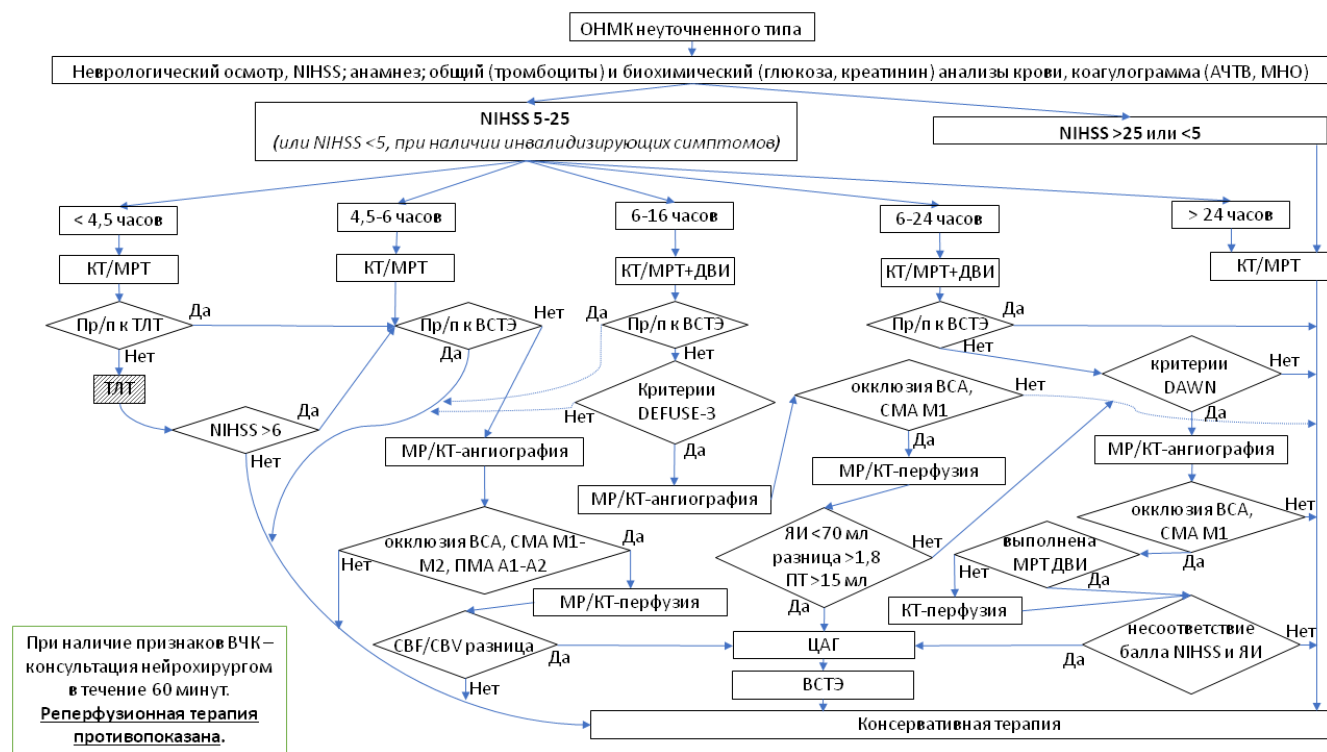 ОНМК неуточненного типа
Неврологический осмотр, NIHSS; анамнез; общий (тромбоциты) и биохимический (глюкоза, креатинин) анализы крови, коагулограмма (АЧТВ, МНО)
NIHSS 5-25
(или NIHSS <5, при наличии инвалидизирующих симптомов)
NIHSS >25 или <5
< 4,5 часов
4,5-6 часов
6-16 часов
6-24 часов
> 24 часов
КТ/МРТ
КТ/МРТ
КТ/МРТ+ДВИ
КТ/МРТ+ДВИ
КТ/МРТ
Пр/п к ТЛТ
Да
Нет
Пр/п к ВСТЭ
Нет
Да
Да
Пр/п к ВСТЭ
Нет
Пр/п к ВСТЭ
Да
Нет
ТЛТ
NIHSS >6
Да
Нет
Критерии
DEFUSE-3
Нет
Да
окклюзия ВСА,
СМА М1
Нет
Да
критерии
DAWN
Нет
Да
МР/КТ-ангиография
МР/КТ-ангиография
МР/КТ-перфузия
МР/КТ-ангиография
окклюзия ВСА, СМА М1-
М2, ПМА А1-А2
Да
Нет
ЯИ <70 мл
разница >1,8
ПТ >15 мл
Нет
Да
окклюзия ВСА,
СМА М1
Нет
Да
выполнена
МРТ ДВИ
Нет
Да
МР/КТ-перфузия
КТ-перфузия
CBF/CBV разница
Да
Нет
ЦАГ
несоответствие
балла NIHSS и ЯИ
Нет
Да
ВСТЭ
Консервативная терапия
При наличие признаков ВЧК –
консультация нейрохирургом
в течение 60 минут.
Реперфузионная терапия
противопоказана.